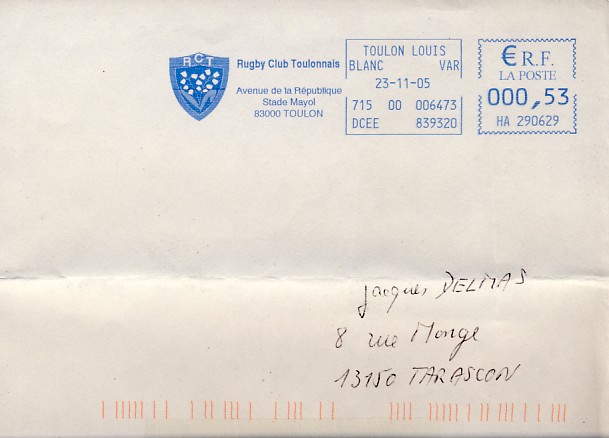 RCT
Rugby Club Toulonnais
Avenue de la République
Stade Mayol
83000 TOULON
TOULON LOUIS
BLANC VAR
23-11-05
715 00 006473
DCEE 839320
€ R.F.
LA POSTE
000,53
HA 290629
Jacques DELMAS
8 rue Monge
13150 TARASCON